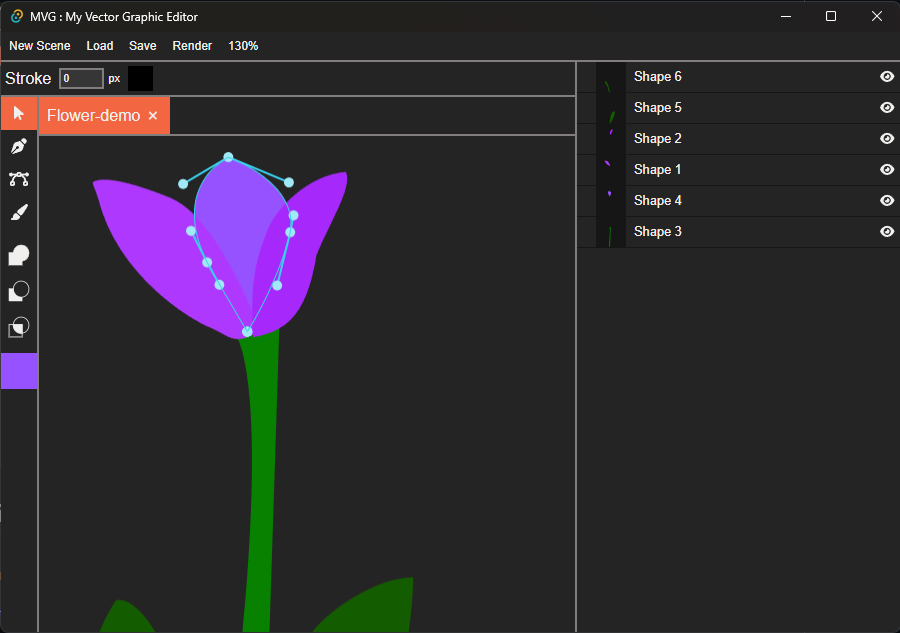 MVG : My Vector Graphic Editor
New Scene Load Save Render 130%
Stroke 0 px
Flower-demo ×
Shape 6
Shape 5
Shape 2
Shape 1
Shape 4
Shape 3